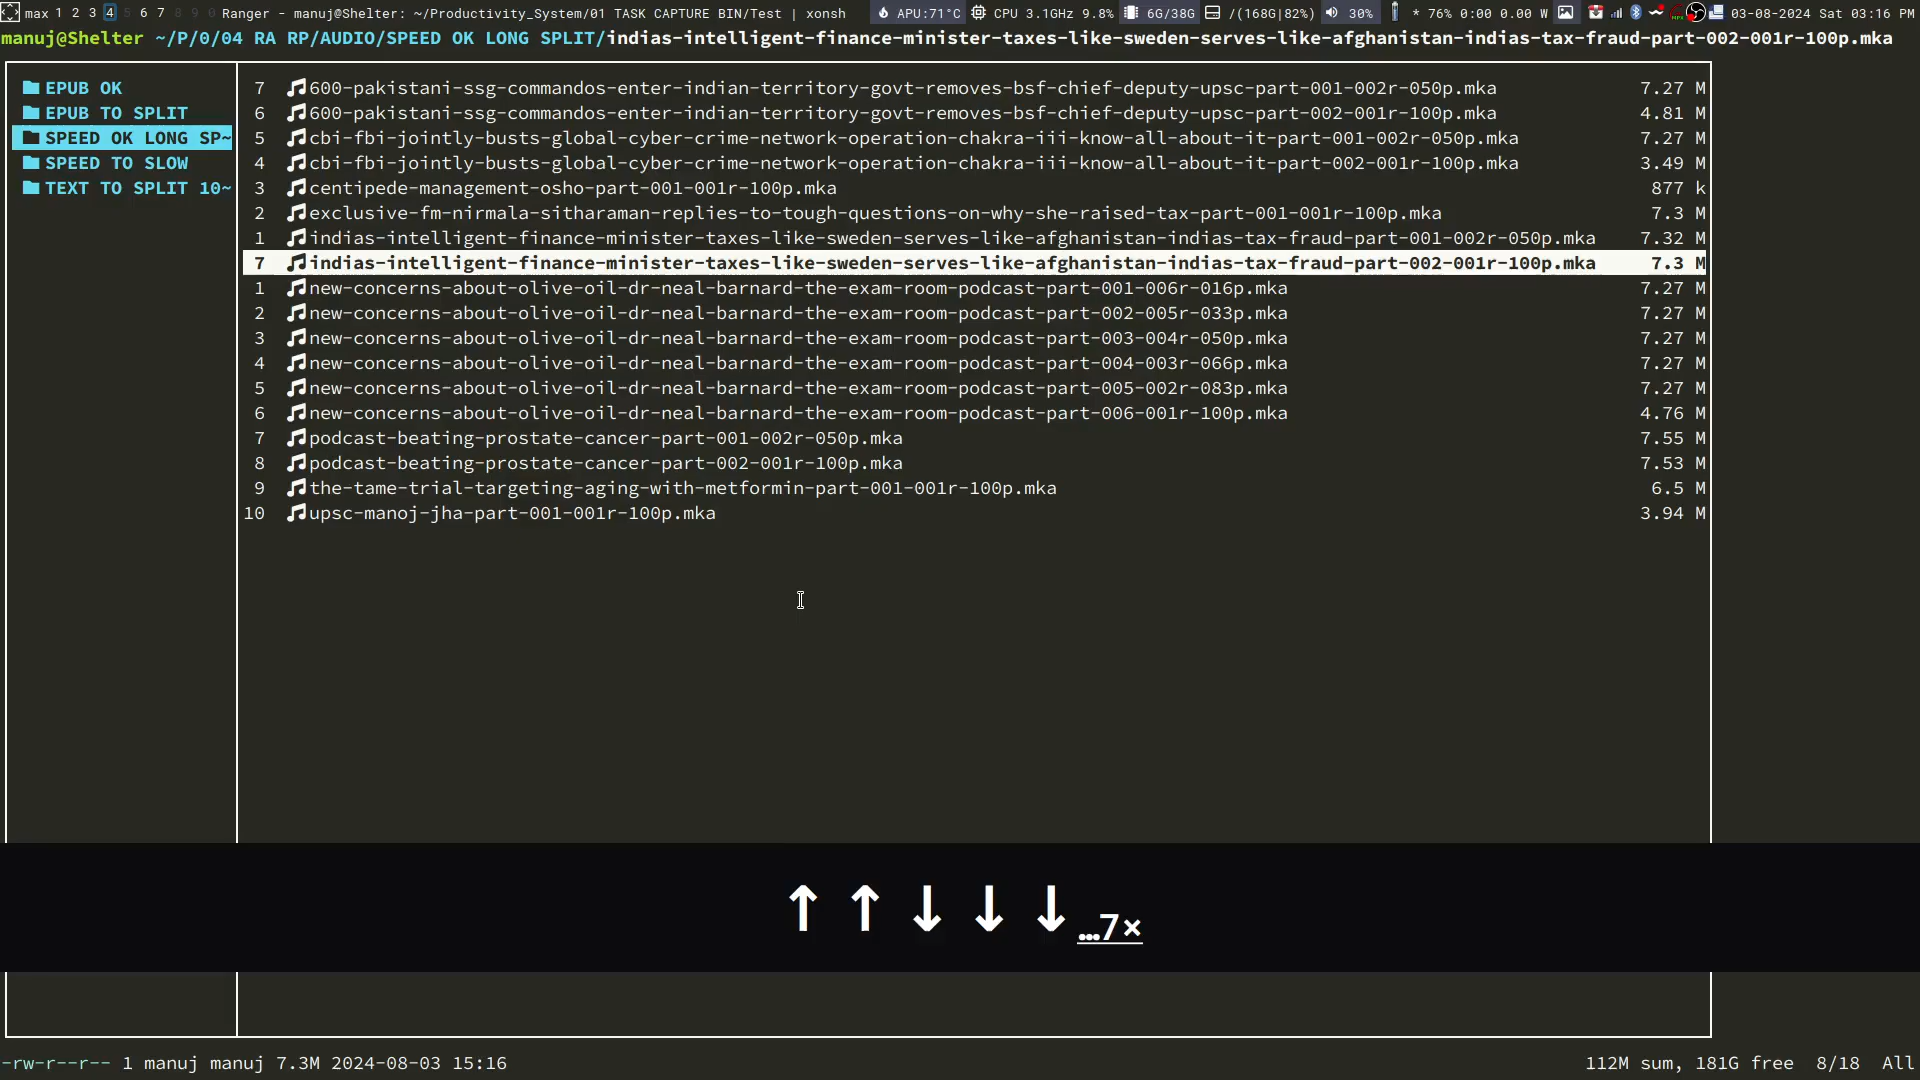 max 1 2 3 4 5 6 7 8 9 0 Ranger - manuj@Shelter: ~/Productivity_System/01 TASK CAPTURE BIN/Test | xonsh APU:71°C CPU 3.1GHz 9.8% 6G/38G /(168G|82%) 30% * 76% 0:00 0.00 W 03-08-2024 Sat 03:16 PM
manuj@Shelter ~/P/0/04 RA RP/AUDIO/SPEED OK LONG SPLIT/indias-intelligent-finance-minister-taxes-like-sweden-serves-like-afghanistan-indias-tax-fraud-part-002-001r-100p.mka
EPUB OK
EPUB TO SPLIT
SPEED OK LONG SP~
SPEED TO SLOW
TEXT TO SPLIT 10~
7 600-pakistani-ssg-commandos-enter-indian-territory-govt-removes-bsf-chief-deputy-upsc-part-001-002r-050p.mka 7.27 M
6 600-pakistani-ssg-commandos-enter-indian-territory-govt-removes-bsf-chief-deputy-upsc-part-002-001r-100p.mka 4.81 M
5 cbi-fbi-jointly-busts-global-cyber-crime-network-operation-chakra-iii-know-all-about-it-part-001-002r-050p.mka 7.27 M
4 cbi-fbi-jointly-busts-global-cyber-crime-network-operation-chakra-iii-know-all-about-it-part-002-001r-100p.mka 3.49 M
3 centipede-management-osho-part-001-001r-100p.mka 877 k
2 exclusive-fm-nirmala-sitharaman-replies-to-tough-questions-on-why-she-raised-tax-part-001-001r-100p.mka 7.3 M
1 indias-intelligent-finance-minister-taxes-like-sweden-serves-like-afghanistan-indias-tax-fraud-part-001-002r-050p.mka 7.32 M
7 indias-intelligent-finance-minister-taxes-like-sweden-serves-like-afghanistan-indias-tax-fraud-part-002-001r-100p.mka 7.3 M
1 new-concerns-about-olive-oil-dr-neal-barnard-the-exam-room-podcast-part-001-006r-016p.mka 7.27 M
2 new-concerns-about-olive-oil-dr-neal-barnard-the-exam-room-podcast-part-002-005r-033p.mka 7.27 M
3 new-concerns-about-olive-oil-dr-neal-barnard-the-exam-room-podcast-part-003-004r-050p.mka 7.27 M
4 new-concerns-about-olive-oil-dr-neal-barnard-the-exam-room-podcast-part-004-003r-066p.mka 7.27 M
5 new-concerns-about-olive-oil-dr-neal-barnard-the-exam-room-podcast-part-005-002r-083p.mka 7.27 M
6 new-concerns-about-olive-oil-dr-neal-barnard-the-exam-room-podcast-part-006-001r-100p.mka 4.76 M
7 podcast-beating-prostate-cancer-part-001-002r-050p.mka 7.55 M
8 podcast-beating-prostate-cancer-part-002-001r-100p.mka 7.53 M
9 the-tame-trial-targeting-aging-with-metformin-part-001-001r-100p.mka 6.5 M
10 upsc-manoj-jha-part-001-001r-100p.mka 3.94 M
↑ ↑ ↓ ↓ ↓ …7×
-rw-r--r-- 1 manuj manuj 7.3M 2024-08-03 15:16 112M sum, 181G free 8/18 All